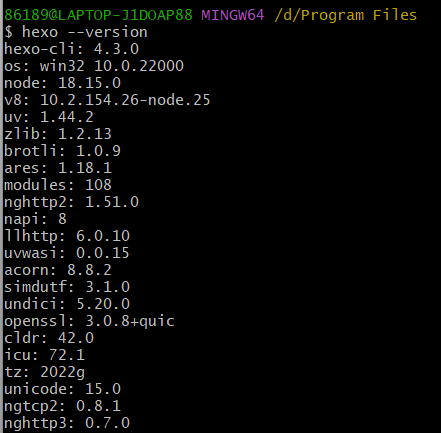 86189@LAPTOP-J1DOAP88 MINGW64 /d/Program Files
$ hexo --version
hexo-cli: 4.3.0
os: win32 10.0.22000
node: 18.15.0
v8: 10.2.154.26-node.25
uv: 1.44.2
zlib: 1.2.13
brotli: 1.0.9
ares: 1.18.1
modules: 108
nghttp2: 1.51.0
napi: 8
llhttp: 6.0.10
uvwasi: 0.0.15
acorn: 8.8.2
simdutf: 3.1.0
undici: 5.20.0
openssl: 3.0.8+quic
cldr: 42.0
icu: 72.1
tz: 2022g
unicode: 15.0
ngtcp2: 0.8.1
nghttp3: 0.7.0